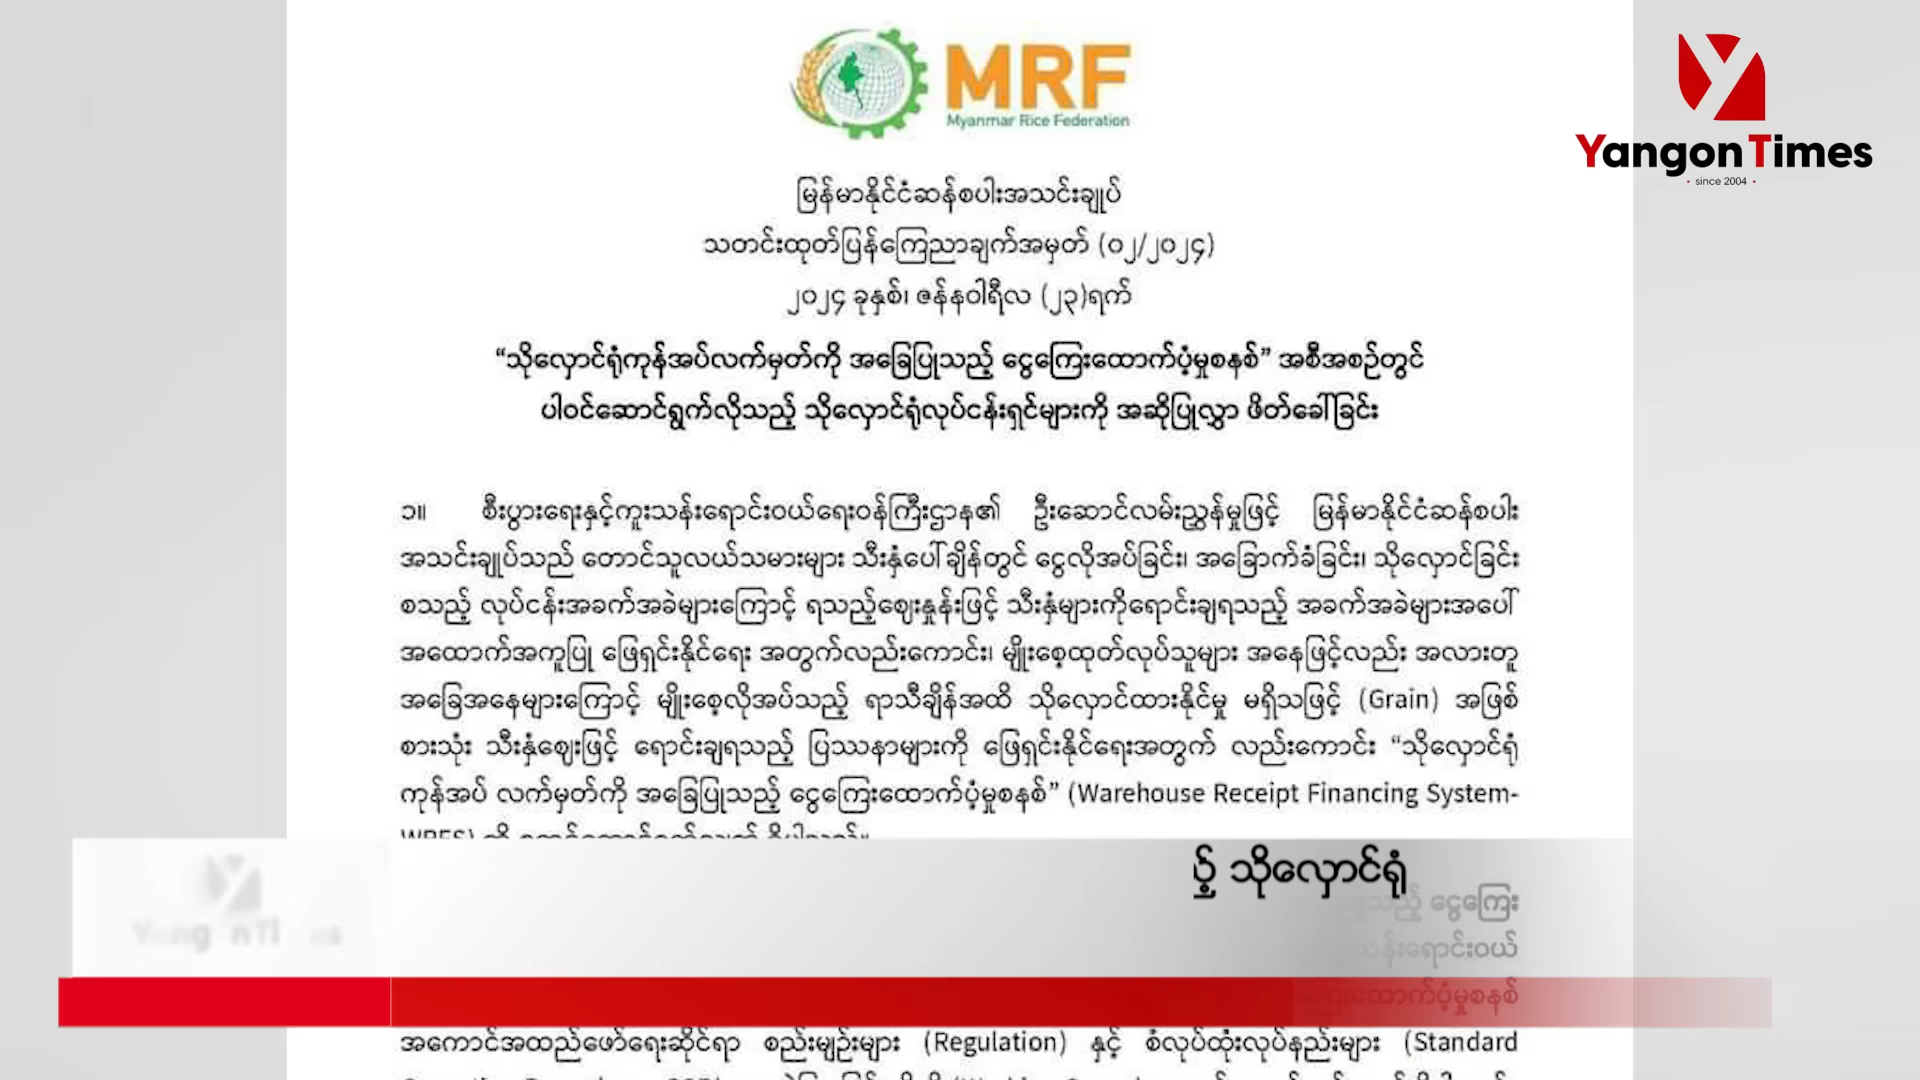 MRF
Myanmar Rice Federation
Yangon Times
• since 2004 •
မြန်မာနိုင်ငံဆန်စပါးအသင်းချုပ်
သတင်းထုတ်ပြန်ကြေညာချက်အမှတ် (၀၂/၂၀၂၄)
၂၀၂၄ ခုနှစ်၊ ဇန်နဝါရီလ (၂၃)ရက်
“သိုလှောင်ရုံကုန်အပ်လက်မှတ်ကို အခြေပြုသည့် ငွေကြေးထောက်ပံ့မှုစနစ်” အစီအစဉ်တွင်
ပါဝင်ဆောင်ရွက်လိုသည့် သိုလှောင်ရုံလုပ်ငန်းရှင်များကို အဆိုပြုလွှာ ဖိတ်ခေါ်ခြင်း
၁။ စီးပွားရေးနှင့်ကူးသန်းရောင်းဝယ်ရေးဝန်ကြီးဌာန၏ ဦးဆောင်လမ်းညွှန်မှုဖြင့် မြန်မာနိုင်ငံဆန်စပါး
အသင်းချုပ်သည် တောင်သူလယ်သမားများ သီးနှံပေါ်ချိန်တွင် ငွေလိုအပ်ခြင်း၊ အခြောက်ခံခြင်း၊ သိုလှောင်ခြင်း
စသည့် လုပ်ငန်းအခက်အခဲများကြောင့် ရသည့်ဈေးနှုန်းဖြင့် သီးနှံများကိုရောင်းချရသည့် အခက်အခဲများအပေါ်
အထောက်အကူပြု ဖြေရှင်းနိုင်ရေး အတွက်လည်းကောင်း၊ မျိုးစေ့ထုတ်လုပ်သူများ အနေဖြင့်လည်း အလားတူ
အခြေအနေများကြောင့် မျိုးစေ့လိုအပ်သည့် ရာသီချိန်အထိ သိုလှောင်ထားနိုင်မှု မရှိသဖြင့် (Grain) အဖြစ်
စားသုံး သီးနှံဈေးဖြင့် ရောင်းချရသည့် ပြဿနာများကို ဖြေရှင်းနိုင်ရေးအတွက် လည်းကောင်း “သိုလှောင်ရုံ
ကုန်အပ် လက်မှတ်ကို အခြေပြုသည့် ငွေကြေးထောက်ပံ့မှုစနစ်” (Warehouse Receipt Financing System-
သိုလှောင်ရုံ
ငွေကြေး
ထောက်ပံ့မှုစနစ်
အကောင်အထည်ဖော်ရေးဆိုင်ရာ စည်းမျဉ်းများ (Regulation) နှင့် စံလုပ်ထုံးလုပ်နည်းများ (Standard